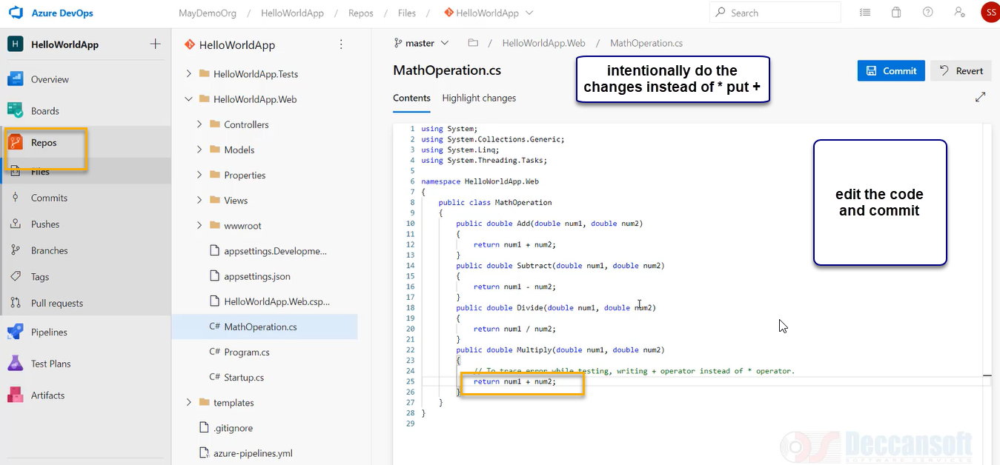 Azure DevOps
MayDemoOrg / HelloWorldApp / Repos / Files / HelloWorldApp
Search
SS
H HelloWorldApp
Overview
Boards
Repos
Files
Commits
Pushes
Branches
Tags
Pull requests
Pipelines
Test Plans
Artifacts
HelloWorldApp
HelloWorldApp.Tests
HelloWorldApp.Web
Controllers
Models
Properties
Views
wwwroot
appsettings.Developme...
appsettings.json
HelloWorldApp.Web.csp...
C# MathOperation.cs
C# Program.cs
C# Startup.cs
templates
.gitignore
azure-pipelines.yml
master / HelloWorldApp.Web / MathOperation.cs
MathOperation.cs
intentionally do the
changes instead of * put +
Commit
Revert
Contents Highlight changes
1 using System;
2 using System.Collections.Generic;
3 using System.Linq;
4 using System.Threading.Tasks;
5
6 namespace HelloWorldApp.Web
7 {
8 public class MathOperation
9 {
10 public double Add(double num1, double num2)
11 {
12 return num1 + num2;
13 }
14 public double Subtract(double num1, double num2)
15 {
16 return num1 - num2;
17 }
18 public double Divide(double num1, double num2)
19 {
20 return num1 / num2;
21 }
22 public double Multiply(double num1, double num2)
23 {
24 // To trace error while testing, writing + operator instead of * operator.
25 return num1 + num2;
26 }
27 }
28 }
29
edit the code
and commit
Deccansoft
SOFTWARE SERVICES